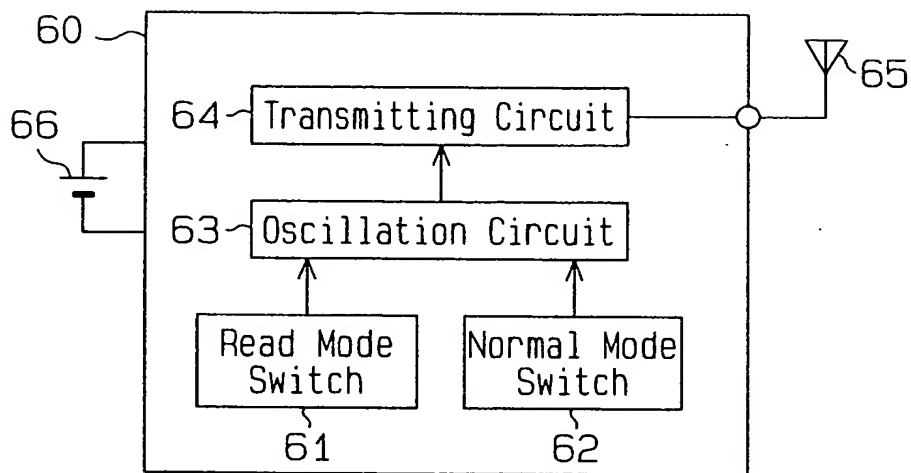 60
65
66
64
Transmitting Circuit
63
Oscillation Circuit
Read Mode
Switch
Normal Mode
Switch
61
62